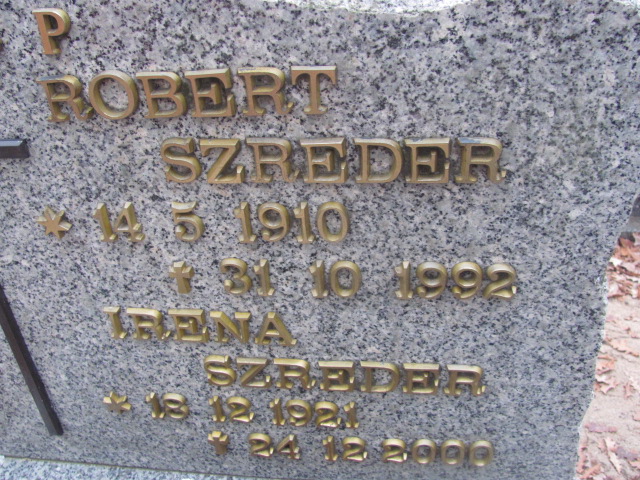 P
ROBERT
SZREDER
* 14 5 1910
† 31 10 1992
IRENA
SZREDER
* 13 12 1921
† 24 12 2000